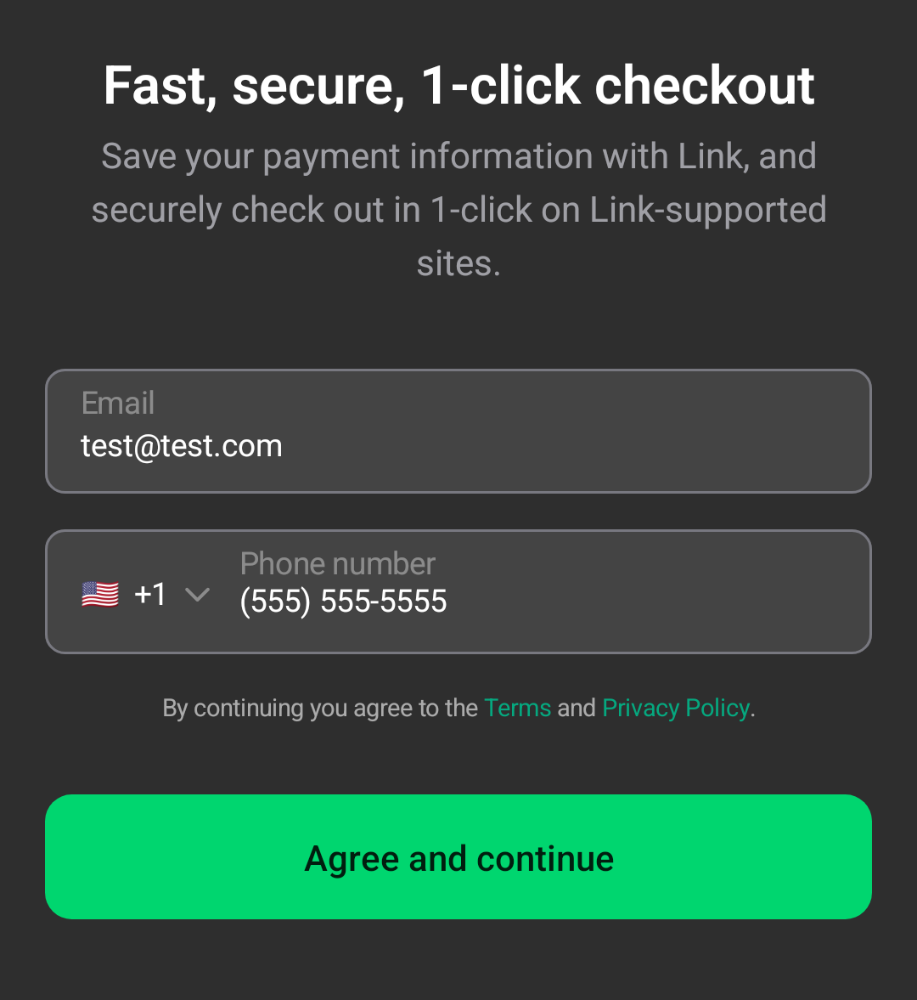 Fast, secure, 1-click checkout
Save your payment information with Link, and
securely check out in 1-click on Link-supported
sites.
Email
test@test.com
Phone number
+1 (555) 555-5555
By continuing you agree to the Terms and Privacy Policy.
Agree and continue